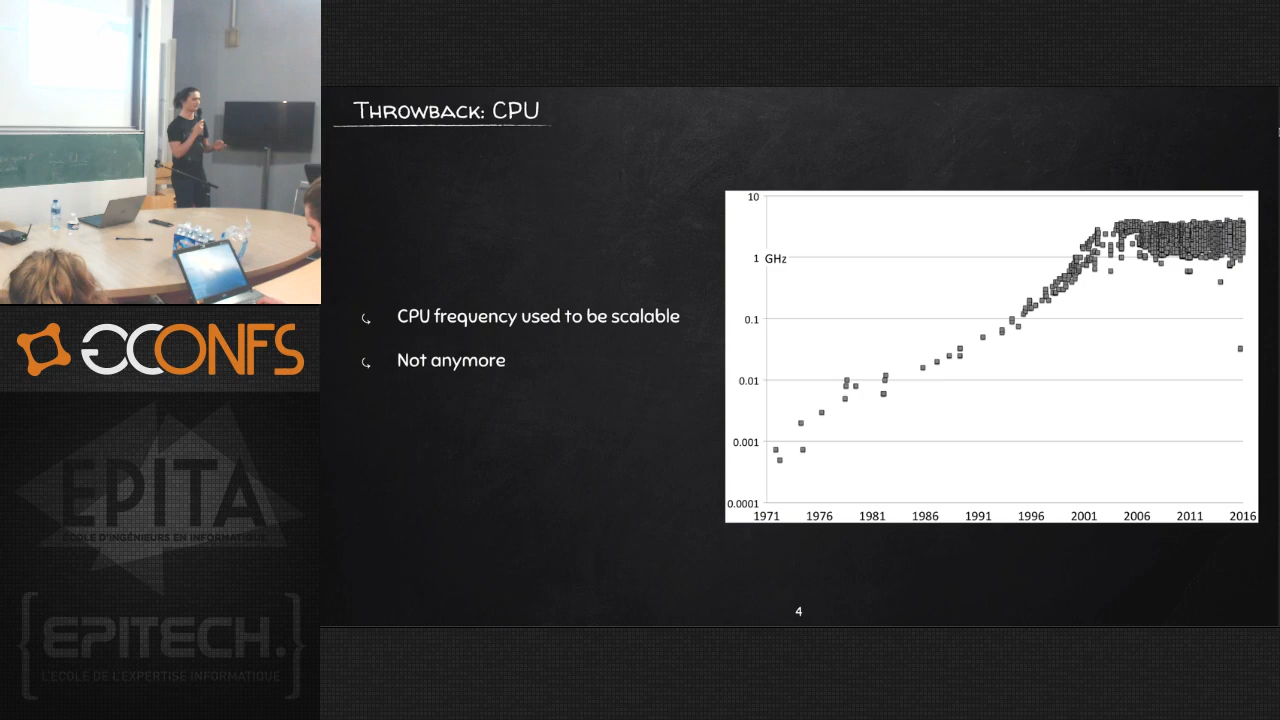 THROWBACK: CPU
CPU frequency used to be scalable
Not anymore
10
1 GHz
0.1
0.01
0.001
0.0001
1971 1976 1981 1986 1991 1996 2001 2006 2011 2016
4
GCONFS
EPITA
ÉCOLE D'INGÉNIEURS EN INFORMATIQUE
{EPITECH.}
L'ECOLE DE L'EXPERTISE INFORMATIQUE